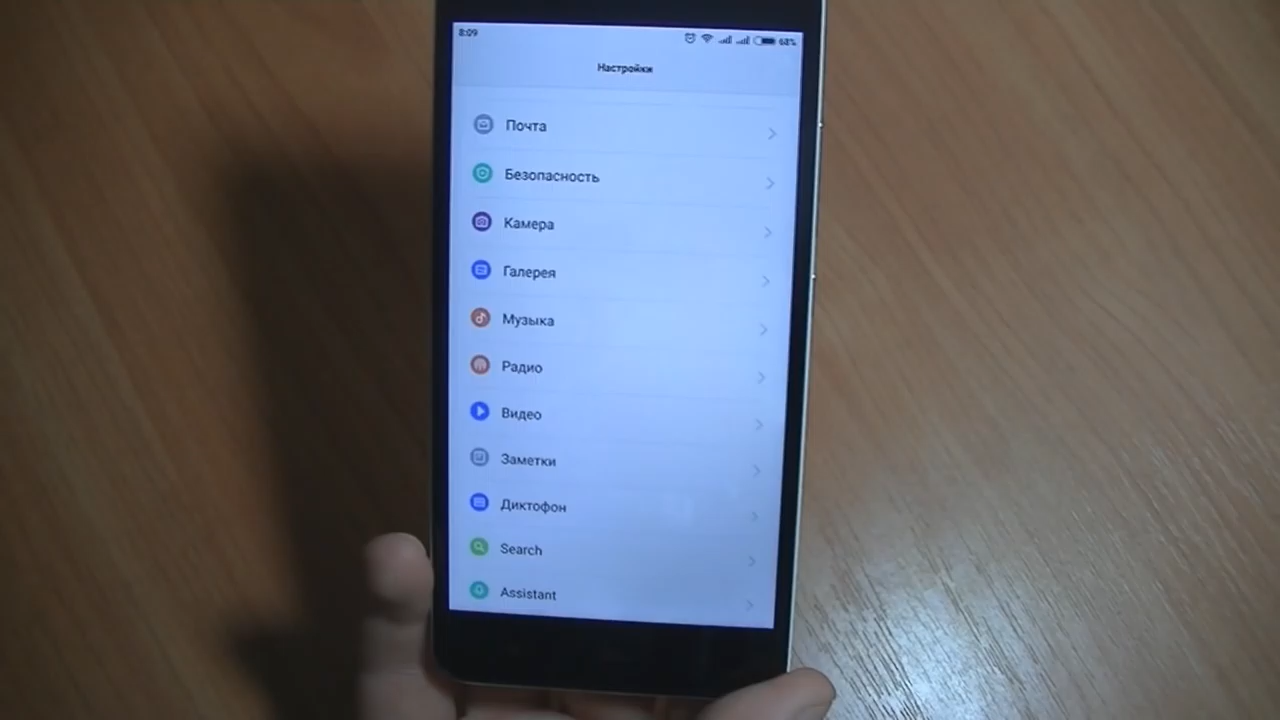 8:09
68%
Настройки
Почта
Безопасность
Камера
Галерея
Музыка
Радио
Видео
Заметки
Диктофон
Search
Assistant